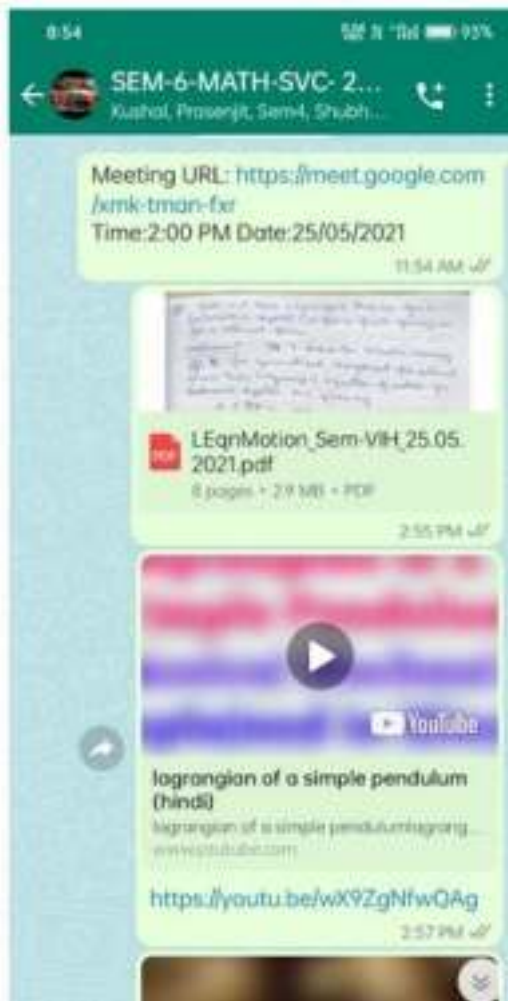 8:54
93%
SEM-6-MATH-SVC- 2...
Kushal, Prosenjit, Sem4, Shubh...
Meeting URL: https://meet.google.com
/xmk-tman-fxr
Time:2:00 PM Date:25/05/2021
11:54 AM
PDF
LEqnMotion_Sem-VIH_25.05.
2021.pdf
8 pages • 2.9 MB • PDF
2:55 PM
YouTube
lagrangian of a simple pendulum
(hindi)
lagrangian of a simple pendulumlagrang...
www.youtube.com
https://youtu.be/wX9ZgNfwQAg
2:57 PM